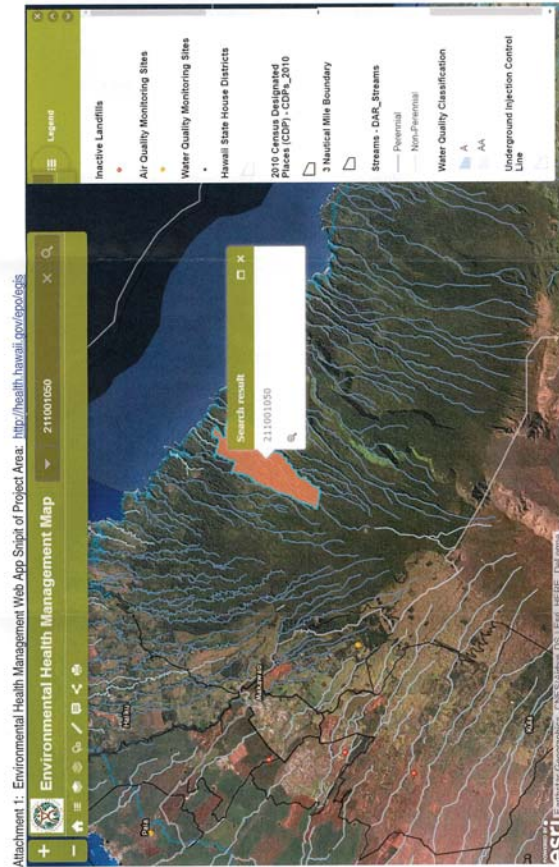 Attachment 1: Environmental Health Management Web App Snipit of Project Area: http://health.hawaii.gov/epo/egis
Environmental Health Management Map
211001050
Legend
Inactive Landfills
Air Quality Monitoring Sites
Water Quality Monitoring Sites
Hawaii State House Districts
2010 Census Designated
Places (CDP) - CDPs_2010
3 Nautical Mile Boundary
Streams - DAR_Streams
Perennial
Non-Perennial
Water Quality Classification
A
AA
Underground Injection Control
Line
Search result
211001050
Paia
Haiku
Makawao
Kula
esri